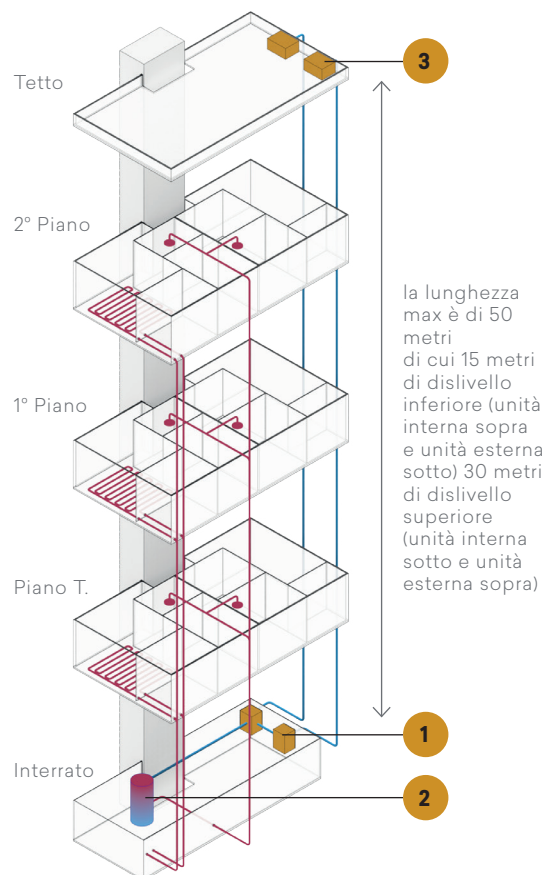 3
Tetto
2° Piano
la lunghezza
max è di 50
metri
di cui 15 metri
di dislivello
inferiore (unità
interna sopra
e unità esterna
sotto) 30 metri
di dislivello
superiore
(unità interna
sotto e unità
esterna sopra)
1° Piano
Piano T.
1
Interrato
2